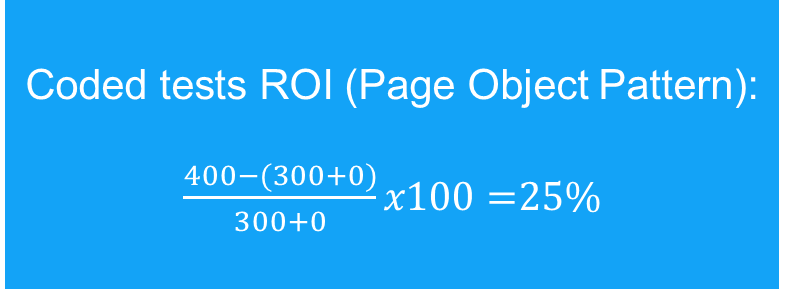 Coded tests ROI (Page Object Pattern):
400−(300+0)
300+0
x100 =25%